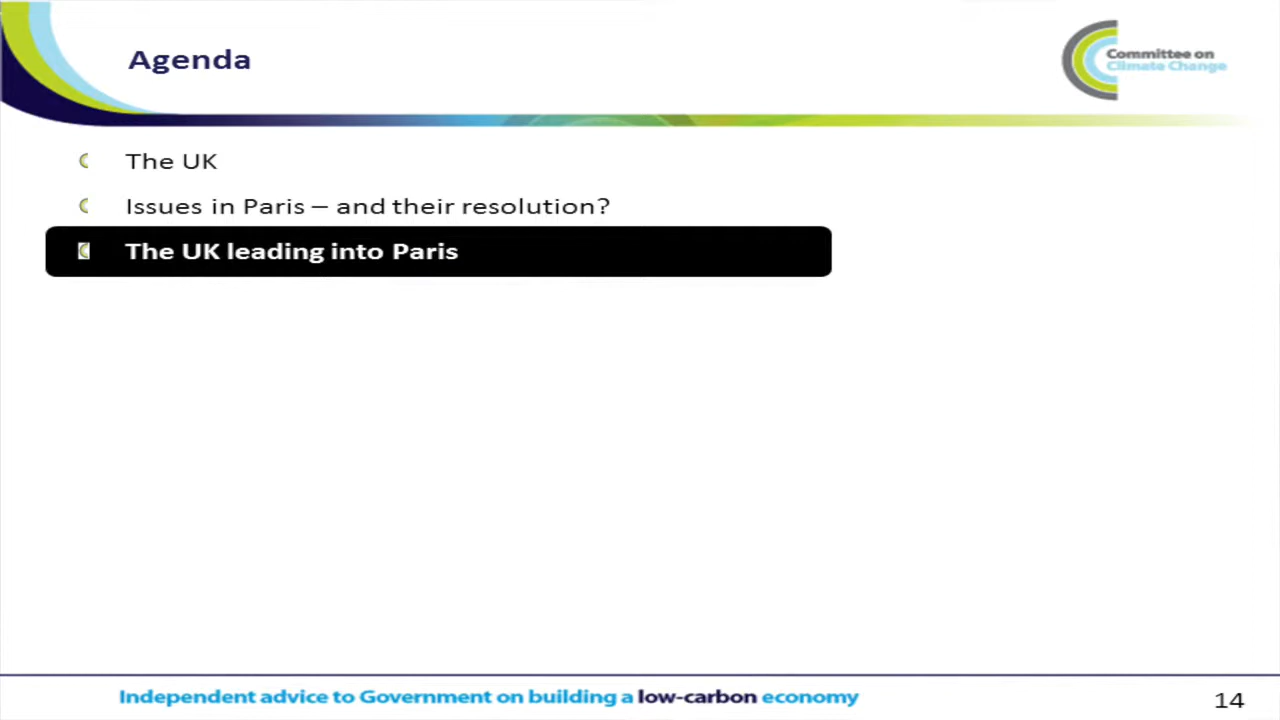 Agenda
Committee on
Climate Change
The UK
Issues in Paris – and their resolution?
The UK leading into Paris
Independent advice to Government on building a low-carbon economy
14